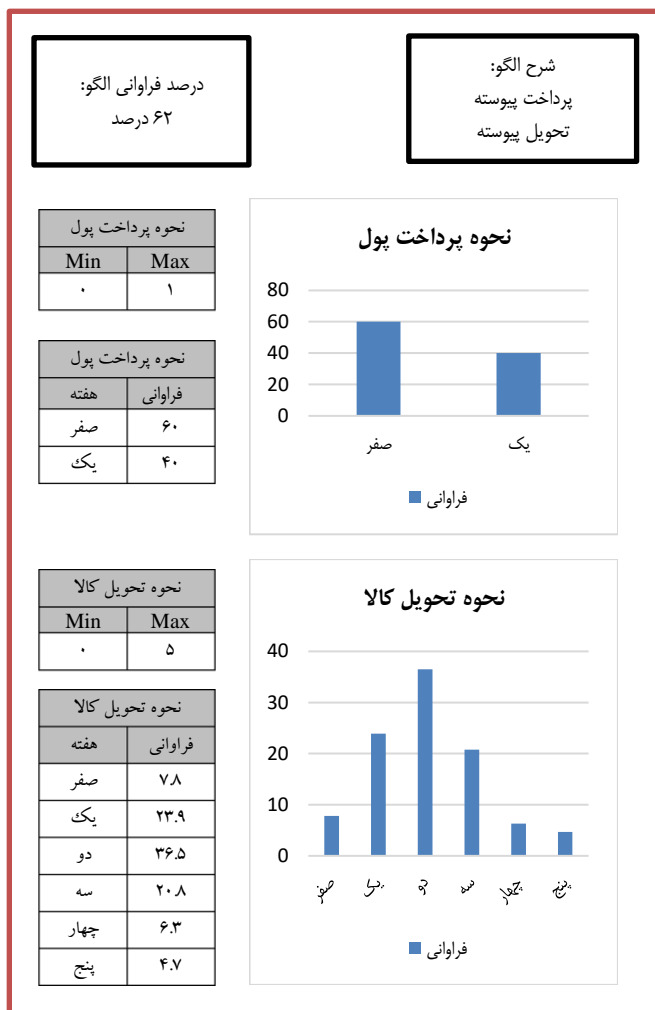 شرح الگو:
پرداخت پیوسته
تحویل پیوسته
درصد فراوانی الگو:
۶۲ درصد
نحوه پرداخت پول
80
60
40
20
0
صفر
یک
فراوانی
نحوه پرداخت پول
Min Max
۰ ۱
نحوه پرداخت پول
هفته فراوانی
صفر ۶۰
یک ۴۰
نحوه تحویل کالا
40
30
20
10
0
صفر
یک
دو
سه
چهار
پنج
فراوانی
نحوه تحویل کالا
Min Max
۰ ۵
نحوه تحویل کالا
هفته فراوانی
صفر ۷.۸
یک ۲۳.۹
دو ۳۶.۵
سه ۲۰.۸
چهار ۶.۳
پنج ۴.۷